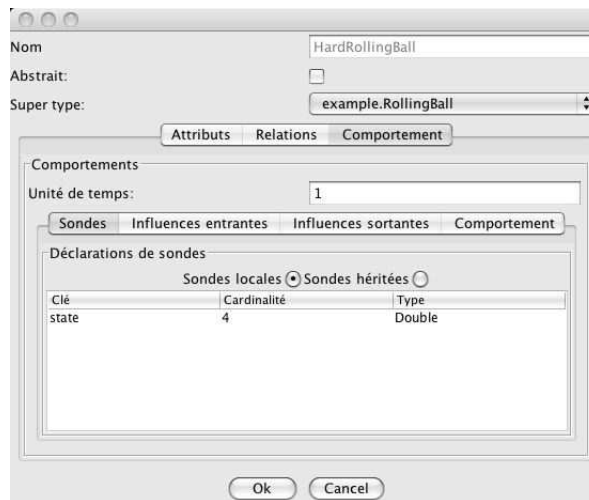 Nom HardRollingBall
Abstrait:
Super type: example.RollingBall
Attributs Relations Comportement
Comportements
Unité de temps: 1
Sondes Influences entrantes Influences sortantes Comportement
Déclarations de sondes
Sondes locales Sondes héritées
Clé Cardinalité Type
state 4 Double
Ok Cancel